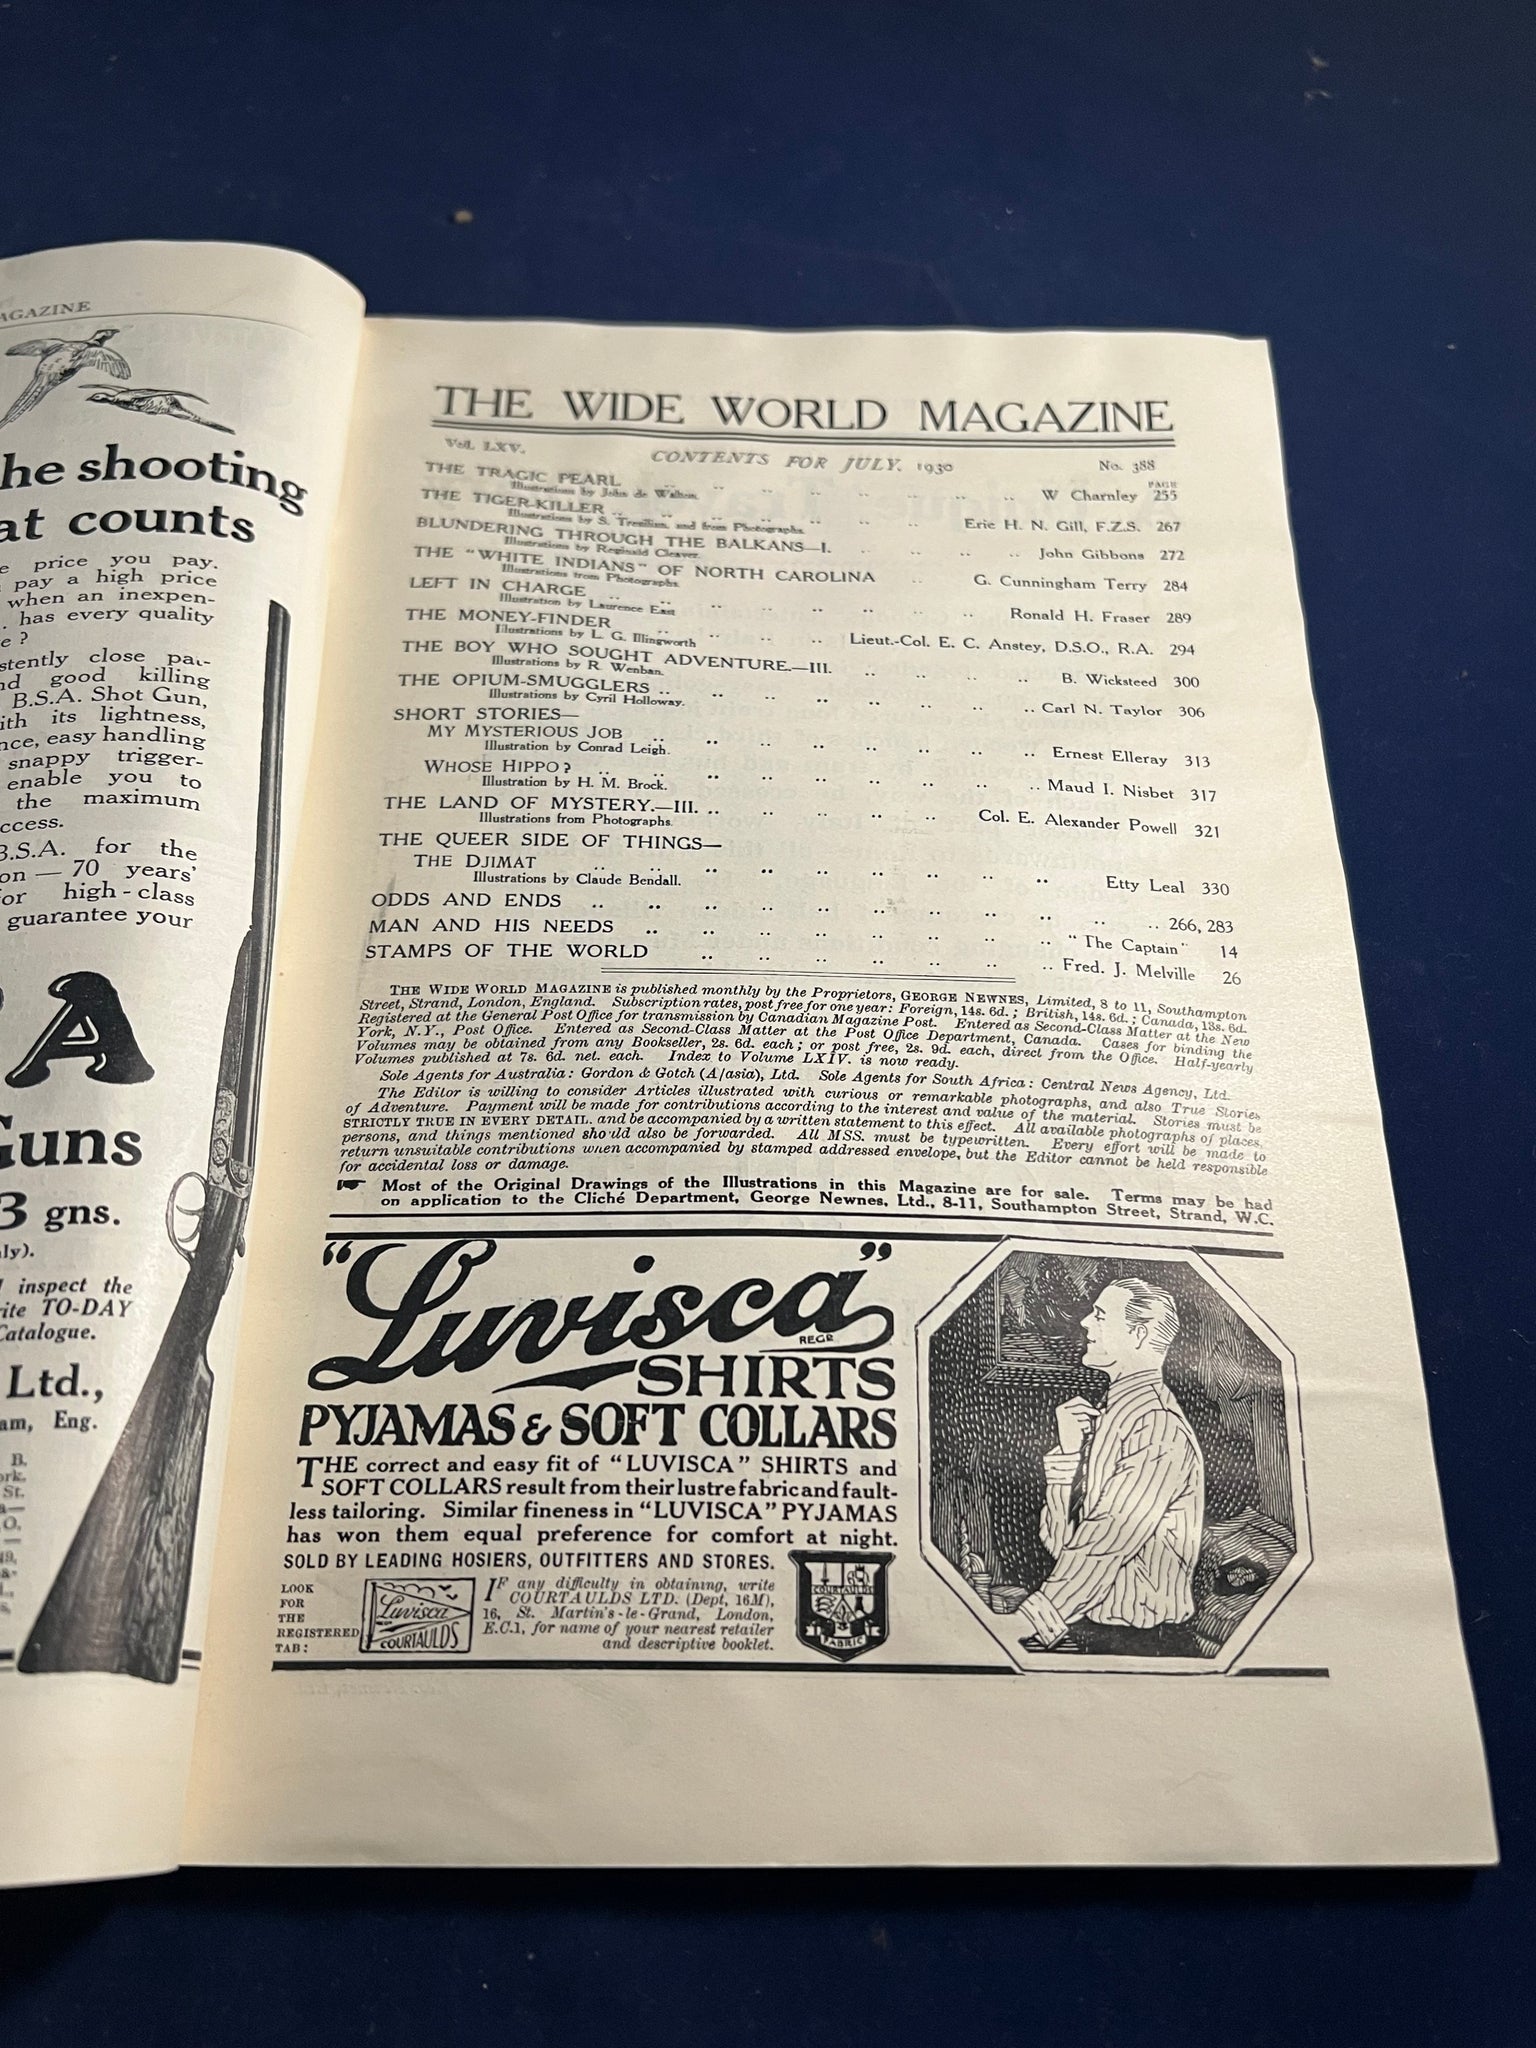 AGAZINE
he shooting
at counts
price you pay.
pay a high price
when an inexpen-
has every quality
e ?
stently close pat-
nd good killing
B.S.A. Shot Gun,
ith its lightness,
nce, easy handling
snappy trigger-
enable you to
the maximum
ccess.
B.S.A. for the
on — 70 years'
for high-class
guarantee your
A
Guns
3 gns.
ly).
inspect the
rite TO-DAY
Catalogue.
Ltd.,
am, Eng.
THE WIDE WORLD MAGAZINE
Vol. LXV. CONTENTS FOR JULY, 1930 No. 388
PAGE
THE TRAGIC PEARL .. .. .. .. .. .. .. W Charnley 255
Illustrations by John de Walton.
THE TIGER-KILLER .. .. .. .. .. .. Eric H. N. Gill, F.Z.S. 267
Illustrations by S. Tresilian, and from Photographs.
BLUNDERING THROUGH THE BALKANS—I. .. .. .. .. John Gibbons 272
Illustrations by Reginald Cleaver.
THE "WHITE INDIANS" OF NORTH CAROLINA .. G. Cunningham Terry 284
Illustrations from Photographs.
LEFT IN CHARGE .. .. .. .. .. .. .. Ronald H. Fraser 289
Illustration by Laurence East
THE MONEY-FINDER .. .. .. Lieut.-Col. E. C. Anstey, D.S.O., R.A. 294
Illustrations by L. G. Illingworth
THE BOY WHO SOUGHT ADVENTURE.—III. .. .. .. .. B. Wicksteed 300
Illustrations by R. Wenban.
THE OPIUM-SMUGGLERS .. .. .. .. .. .. .. Carl N. Taylor 306
Illustrations by Cyril Holloway.
SHORT STORIES—
MY MYSTERIOUS JOB .. .. .. .. .. .. .. Ernest Elleray 313
Illustration by Conrad Leigh.
WHOSE HIPPO? .. .. .. .. .. .. .. .. Maud I. Nisbet 317
Illustration by H. M. Brock.
THE LAND OF MYSTERY.—III. .. .. .. .. .. Col. E. Alexander Powell 321
Illustrations from Photographs.
THE QUEER SIDE OF THINGS—
THE DJIMAT .. .. .. .. .. .. .. .. .. Etty Leal 330
Illustrations by Claude Bendall.
ODDS AND ENDS .. .. .. .. .. .. .. .. .. .. 266, 283
MAN AND HIS NEEDS .. .. .. .. .. .. .. .. "The Captain" 14
STAMPS OF THE WORLD .. .. .. .. .. .. .. Fred. J. Melville 26
THE WIDE WORLD MAGAZINE is published monthly by the Proprietors, GEORGE NEWNES, Limited, 8 to 11, Southampton
Street, Strand, London, England. Subscription rates, post free for one year: Foreign, 14s. 6d.; British, 14s. 6d.; Canada, 13s. 6d.
Registered at the General Post Office for transmission by Canadian Magazine Post. Entered as Second-Class Matter at the New
York, N.Y., Post Office. Entered as Second-Class Matter at the Post Office Department, Canada. Cases for binding the
Volumes may be obtained from any Bookseller, 2s. 6d. each; or post free, 2s. 9d. each, direct from the Office. Half-yearly
Volumes published at 7s. 6d. net. each. Index to Volume LXIV. is now ready.
Sole Agents for Australia: Gordon & Gotch (A/asia), Ltd. Sole Agents for South Africa: Central News Agency, Ltd.
The Editor is willing to consider Articles illustrated with curious or remarkable photographs, and also True Stories
of Adventure. Payment will be made for contributions according to the interest and value of the material. Stories must be
STRICTLY TRUE IN EVERY DETAIL, and be accompanied by a written statement to this effect. All available photographs of places,
persons, and things mentioned should also be forwarded. All MSS. must be typewritten. Every effort will be made to
return unsuitable contributions when accompanied by stamped addressed envelope, but the Editor cannot be held responsible
for accidental loss or damage.
Most of the Original Drawings of the Illustrations in this Magazine are for sale. Terms may be had
on application to the Cliché Department, George Newnes, Ltd., 8-11, Southampton Street, Strand, W.C.
"Luvisca"
REGR
SHIRTS
PYJAMAS & SOFT COLLARS
THE correct and easy fit of "LUVISCA" SHIRTS and
SOFT COLLARS result from their lustre fabric and fault-
less tailoring. Similar fineness in "LUVISCA" PYJAMAS
has won them equal preference for comfort at night.
SOLD BY LEADING HOSIERS, OUTFITTERS AND STORES.
LOOK
FOR
THE
REGISTERED
TAB:
Luvisca
COURTAULDS
IF any difficulty in obtaining, write
COURTAULDS LTD. (Dept, 16M),
16, St. Martin's-le-Grand, London,
E.C.1, for name of your nearest retailer
and descriptive booklet.
COURTAULDS
FABRIC